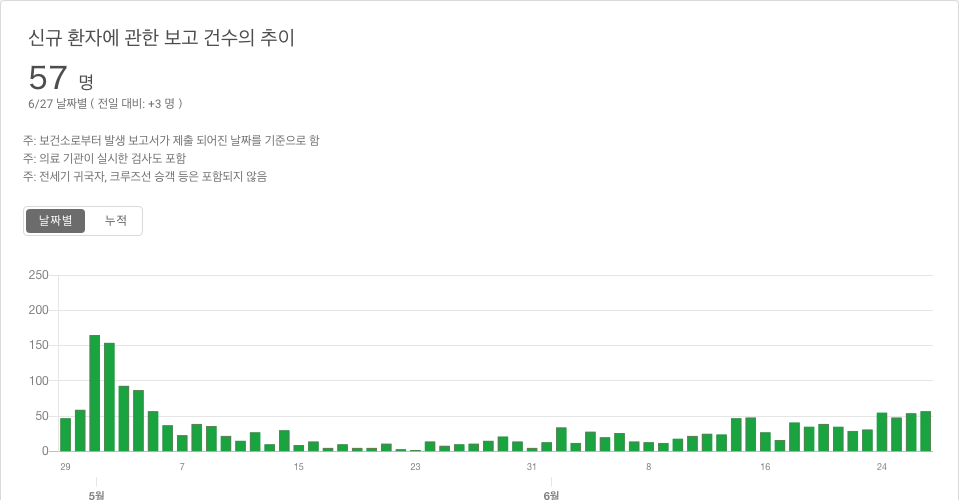 신규 환자에 관한 보고 건수의 추이
57 명
6/27 날짜별 ( 전일 대비: +3 명 )
주: 보건소로부터 발생 보고서가 제출 되어진 날짜를 기준으로 함
주: 의료 기관이 실시한 검사도 포함
주: 전세기 귀국자, 크루즈선 승객 등은 포함되지 않음
날짜별 누적
250
200
150
100
50
0
29 7 15 23 31 8 16 24
5월 6월